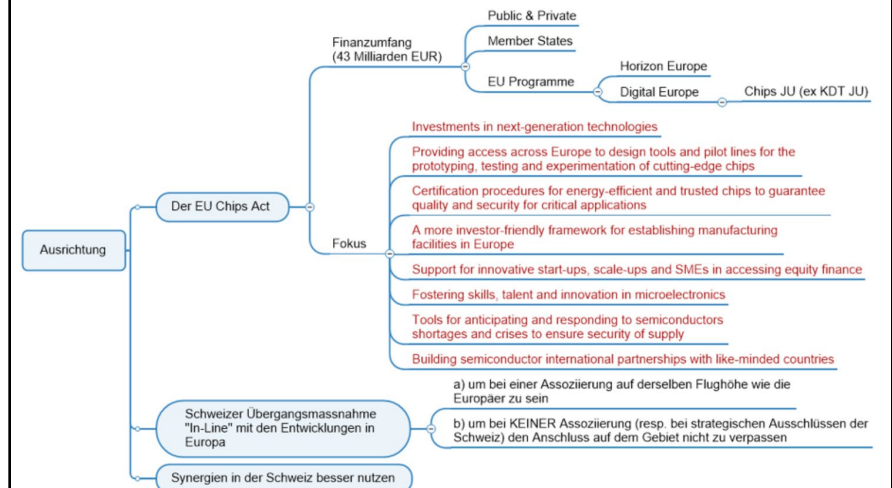 Ausrichtung
Der EU Chips Act
Finanzumfang
(43 Milliarden EUR)
Public & Private
Member States
EU Programme
Horizon Europe
Digital Europe
Chips JU (ex KDT JU)
Fokus
Investments in next-generation technologies
Providing access across Europe to design tools and pilot lines for the
prototyping, testing and experimentation of cutting-edge chips
Certification procedures for energy-efficient and trusted chips to guarantee
quality and security for critical applications
A more investor-friendly framework for establishing manufacturing
facilities in Europe
Support for innovative start-ups, scale-ups and SMEs in accessing equity finance
Fostering skills, talent and innovation in microelectronics
Tools for anticipating and responding to semiconductors
shortages and crises to ensure security of supply
Building semiconductor international partnerships with like-minded countries
Schweizer Übergangsmassnahme
"In-Line" mit den Entwicklungen in
Europa
a) um bei einer Assoziierung auf derselben Flughöhe wie die
Europäer zu sein
b) um bei KEINER Assoziierung (resp. bei strategischen Ausschlüssen der
Schweiz) den Anschluss auf dem Gebiet nicht zu verpassen
Synergien in der Schweiz besser nutzen